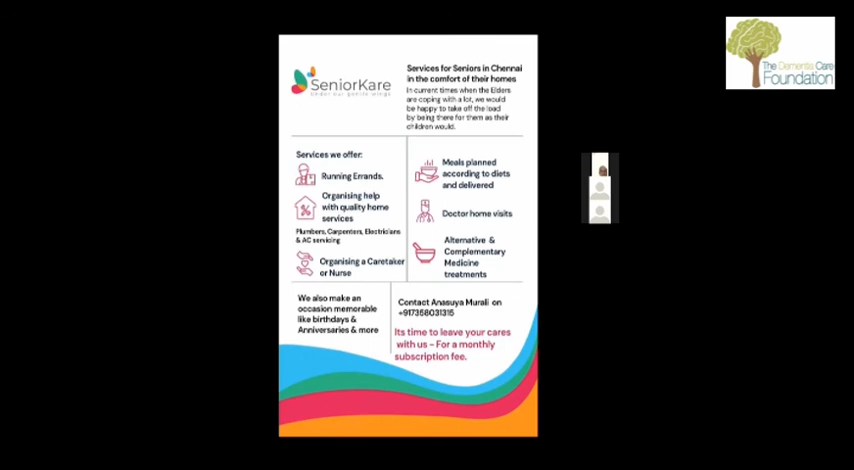 SeniorKare
under our gentle wings
Services for Seniors in Chennai
in the comfort of their homes
In current times when the Elders
are coping with a lot, we would
be happy to take off the load
by being there for them as their
children would.
Services we offer:
Running Errands.
Organising help
with quality home
services
Plumbers, Carpenters, Electricians
& AC servicing
Organising a Caretaker
or Nurse
Meals planned
according to diets
and delivered
Doctor home visits
Alternative &
Complementary
Medicine
treatments
We also make an
occasion memorable
like birthdays &
Anniversaries & more
Contact Anasuya Murali on
+917358031315
Its time to leave your cares
with us - For a monthly
subscription fee.
The Dementia Care
Foundation